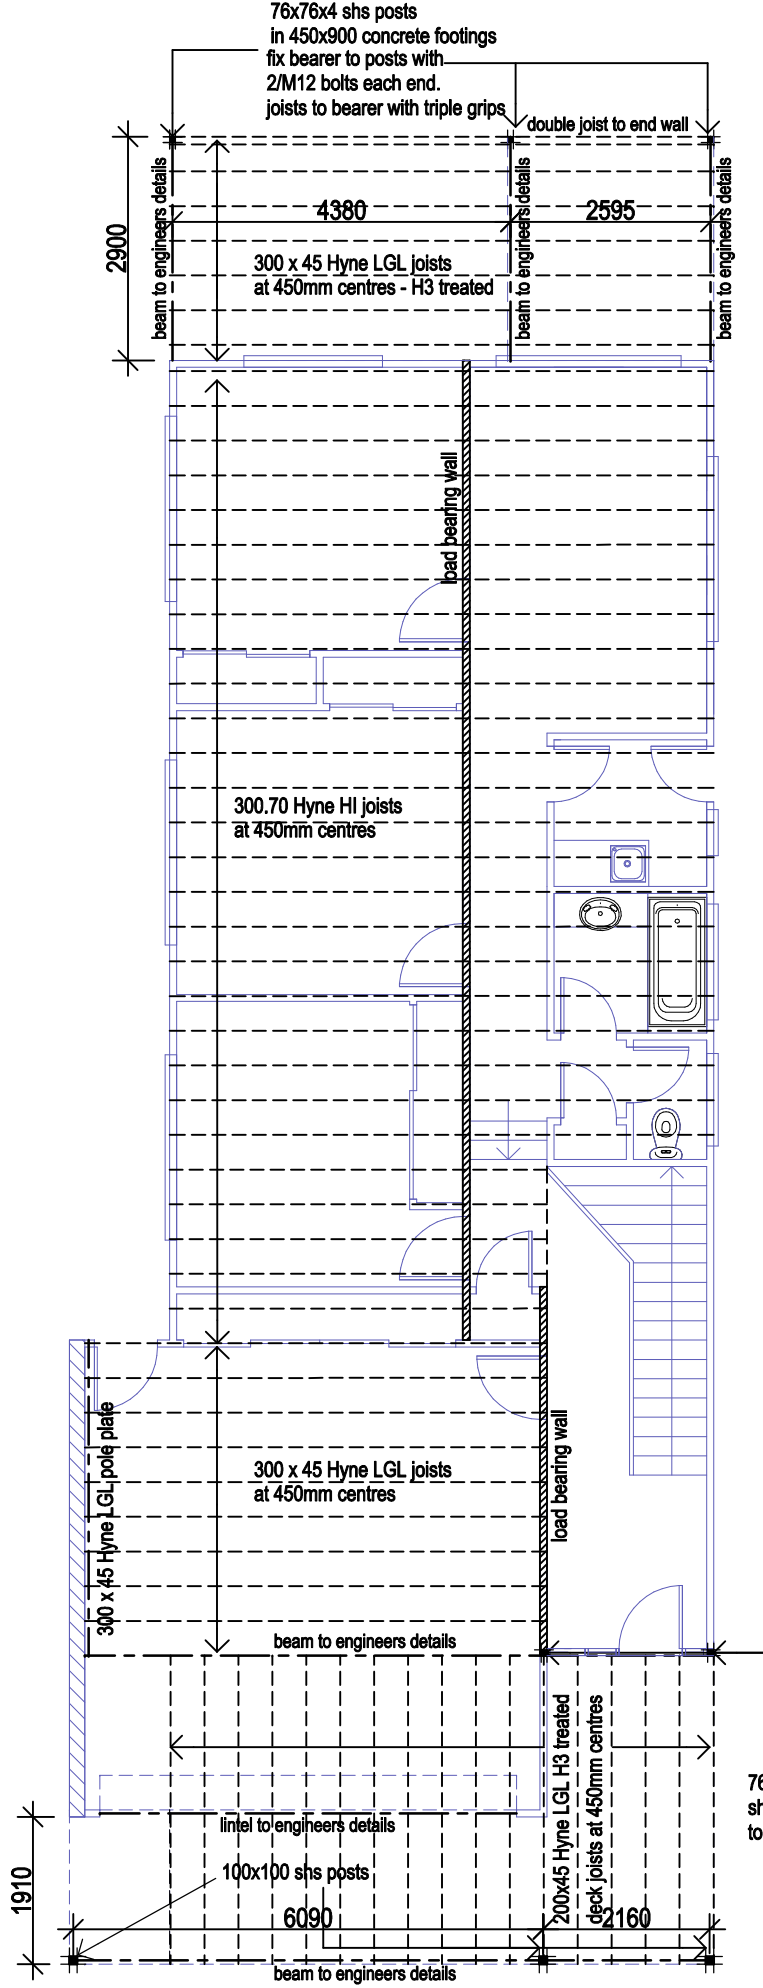 76x76x4 shs posts
in 450x900 concrete footings
fix bearer to posts with
2/M12 bolts each end.
joists to bearer with triple grips
double joist to end wall
2900
beam to engineers details
4380
beam to engineers details
2595
beam to engineers details
300 x 45 Hyne LGL joists
at 450mm centres - H3 treated
load bearing wall
300.70 Hyne HI joists
at 450mm centres
300 x 45 Hyne LGL pole plate
300 x 45 Hyne LGL joists
at 450mm centres
load bearing wall
beam to engineers details
200x45 Hyne LGL H3 treated
deck joists at 450mm centres
76
sh
to
lintel to engineers details
1910
100x100 shs posts
6090
2160
beam to engineers details